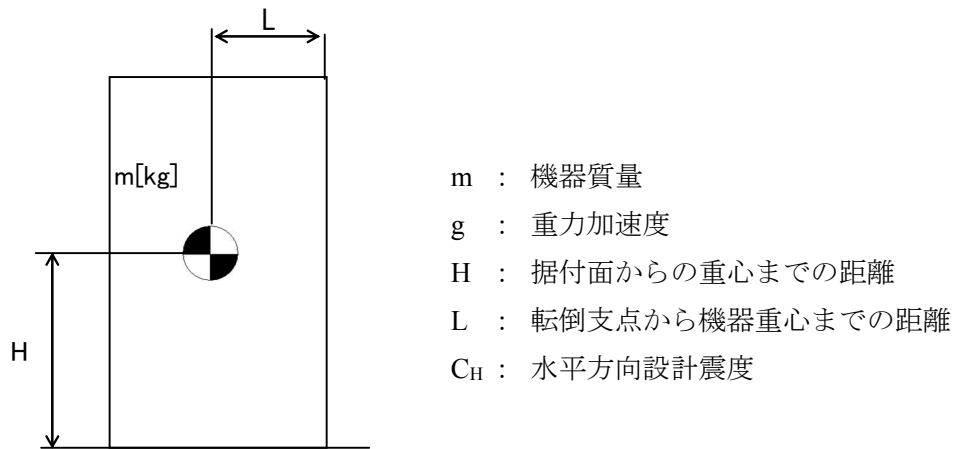 L
m[kg]
H
m : 機器質量
g : 重力加速度
H : 据付面からの重心までの距離
L : 転倒支点から機器重心までの距離
CH : 水平方向設計震度